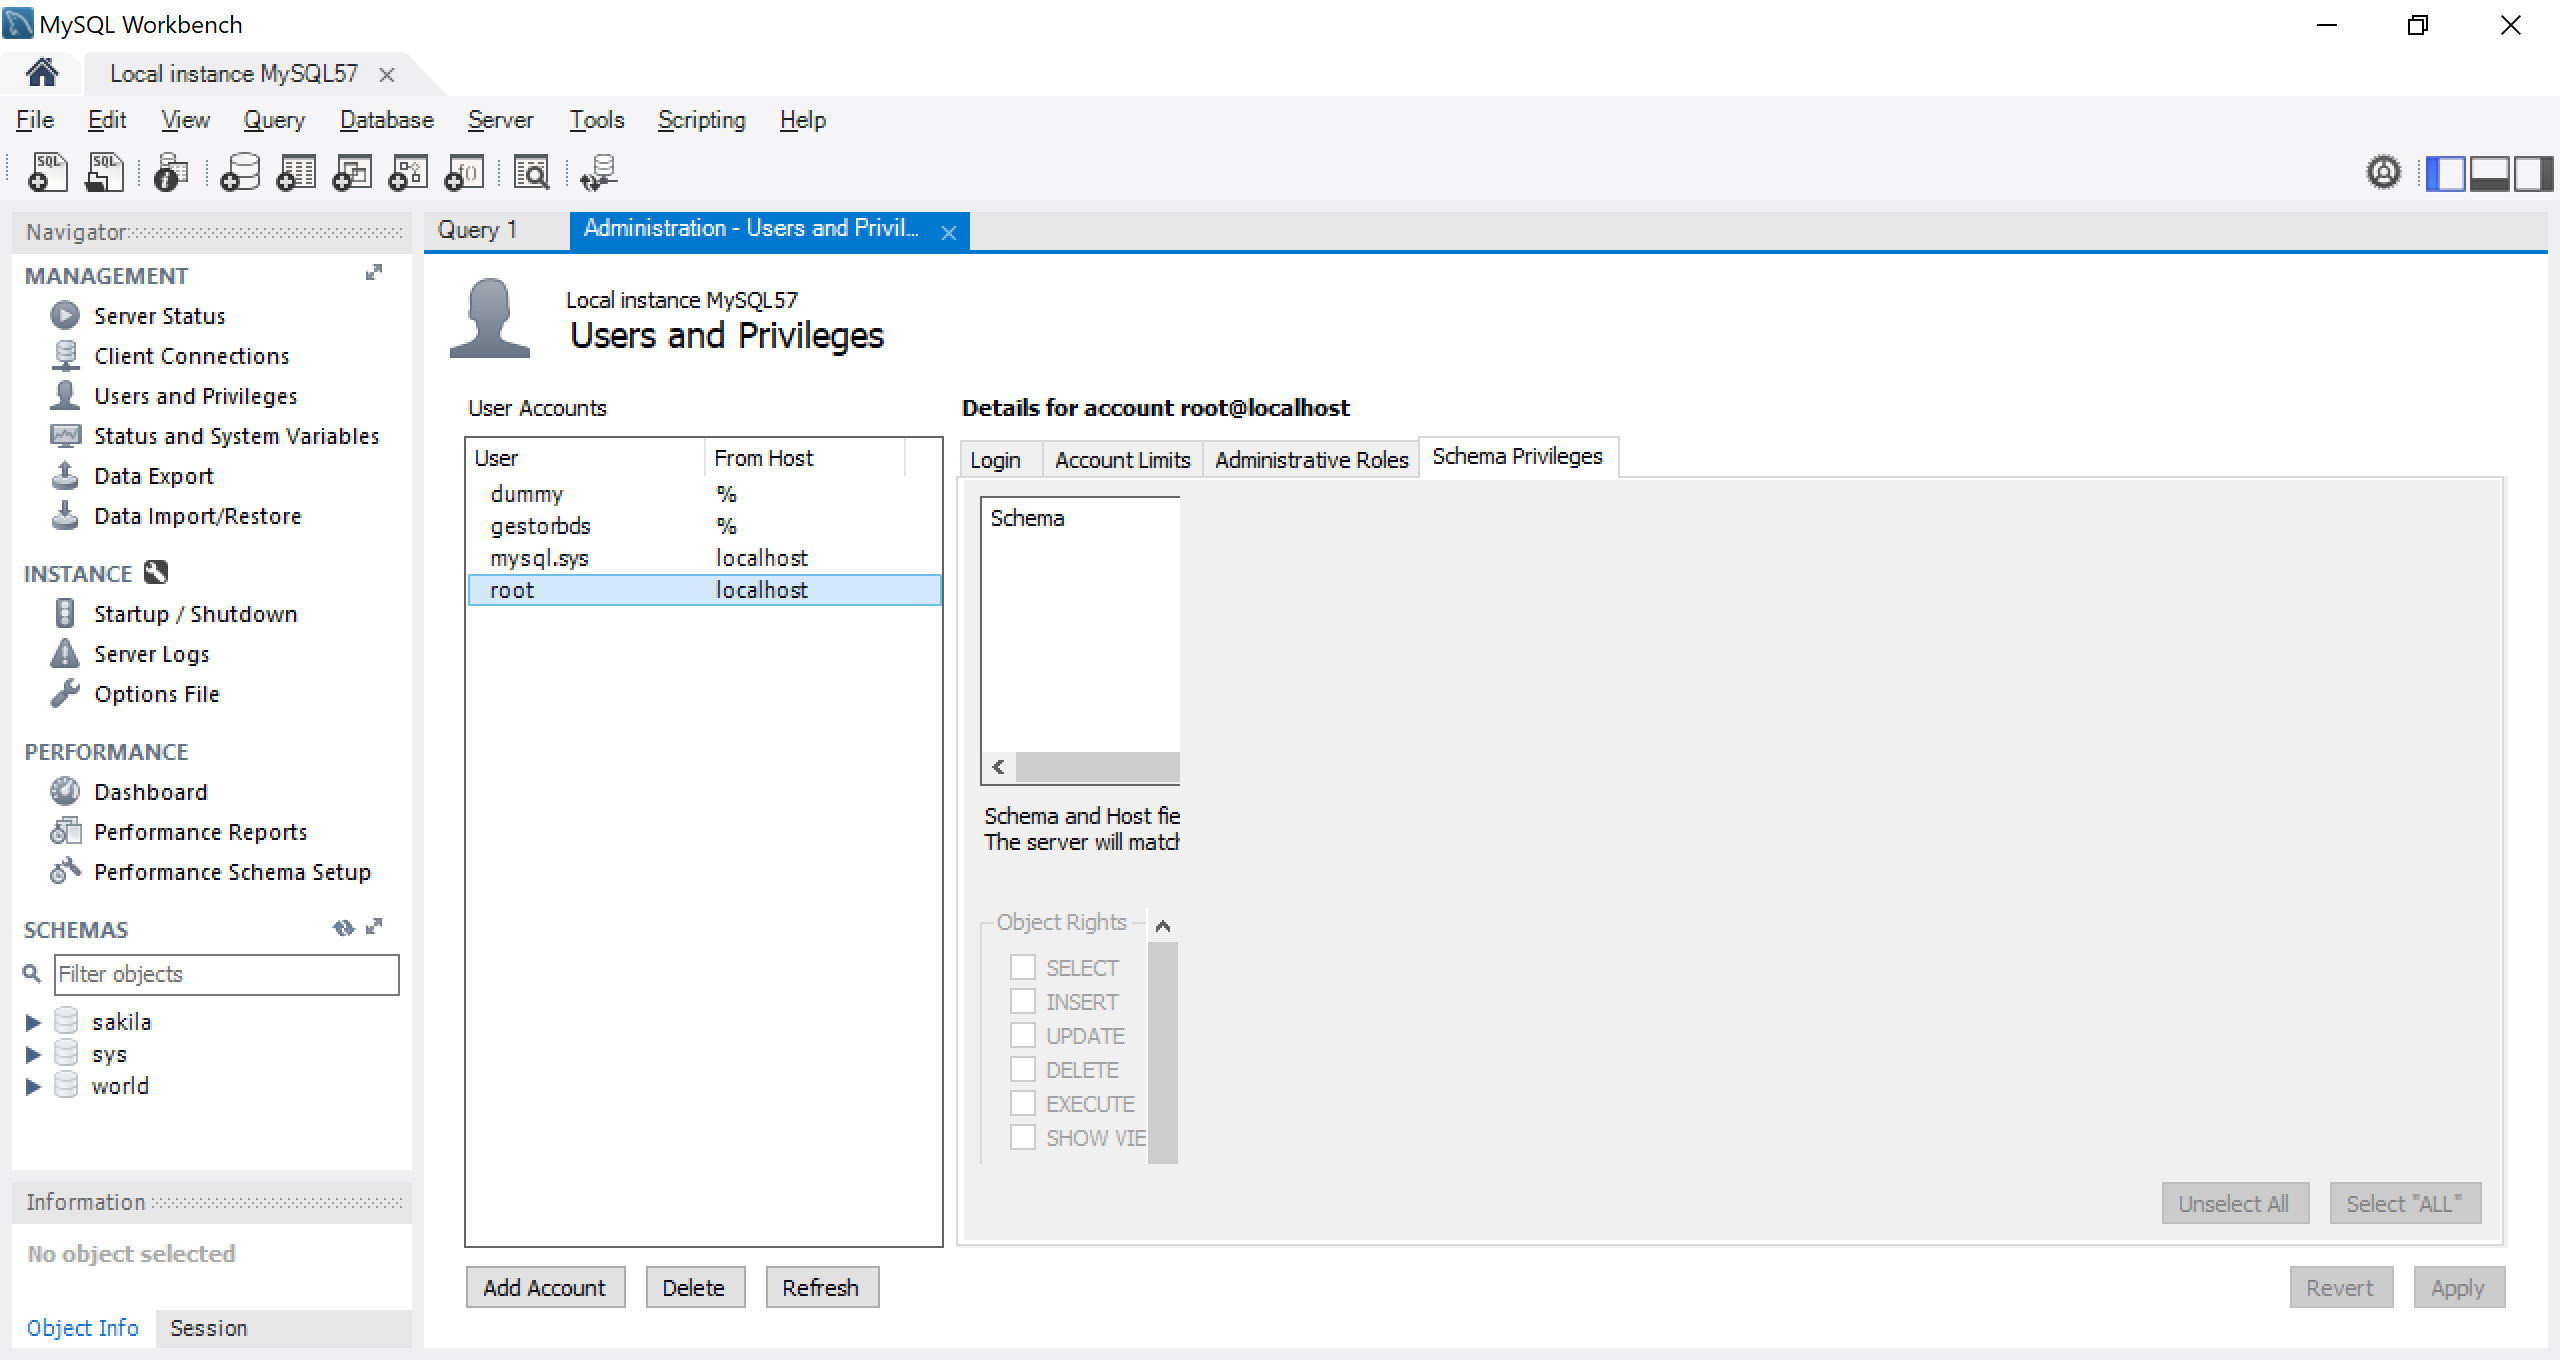 MySQL Workbench
Local instance MySQL57
File Edit View Query Database Server Tools Scripting Help
SQL SQL
Navigator
MANAGEMENT
Server Status
Client Connections
Users and Privileges
Status and System Variables
Data Export
Data Import/Restore
INSTANCE
Startup / Shutdown
Server Logs
Options File
PERFORMANCE
Dashboard
Performance Reports
Performance Schema Setup
SCHEMAS
Filter objects
sakila
sys
world
Information
No object selected
Object Info Session
Query 1 Administration - Users and Privil...
Local instance MySQL57
Users and Privileges
User Accounts
User From Host
dummy %
gestorbds %
mysql.sys localhost
root localhost
Add Account Delete Refresh
Details for account root@localhost
Login Account Limits Administrative Roles Schema Privileges
Schema
Schema and Host fie
The server will match
Object Rights
SELECT
INSERT
UPDATE
DELETE
EXECUTE
SHOW VIE
Unselect All Select "ALL"
Revert Apply